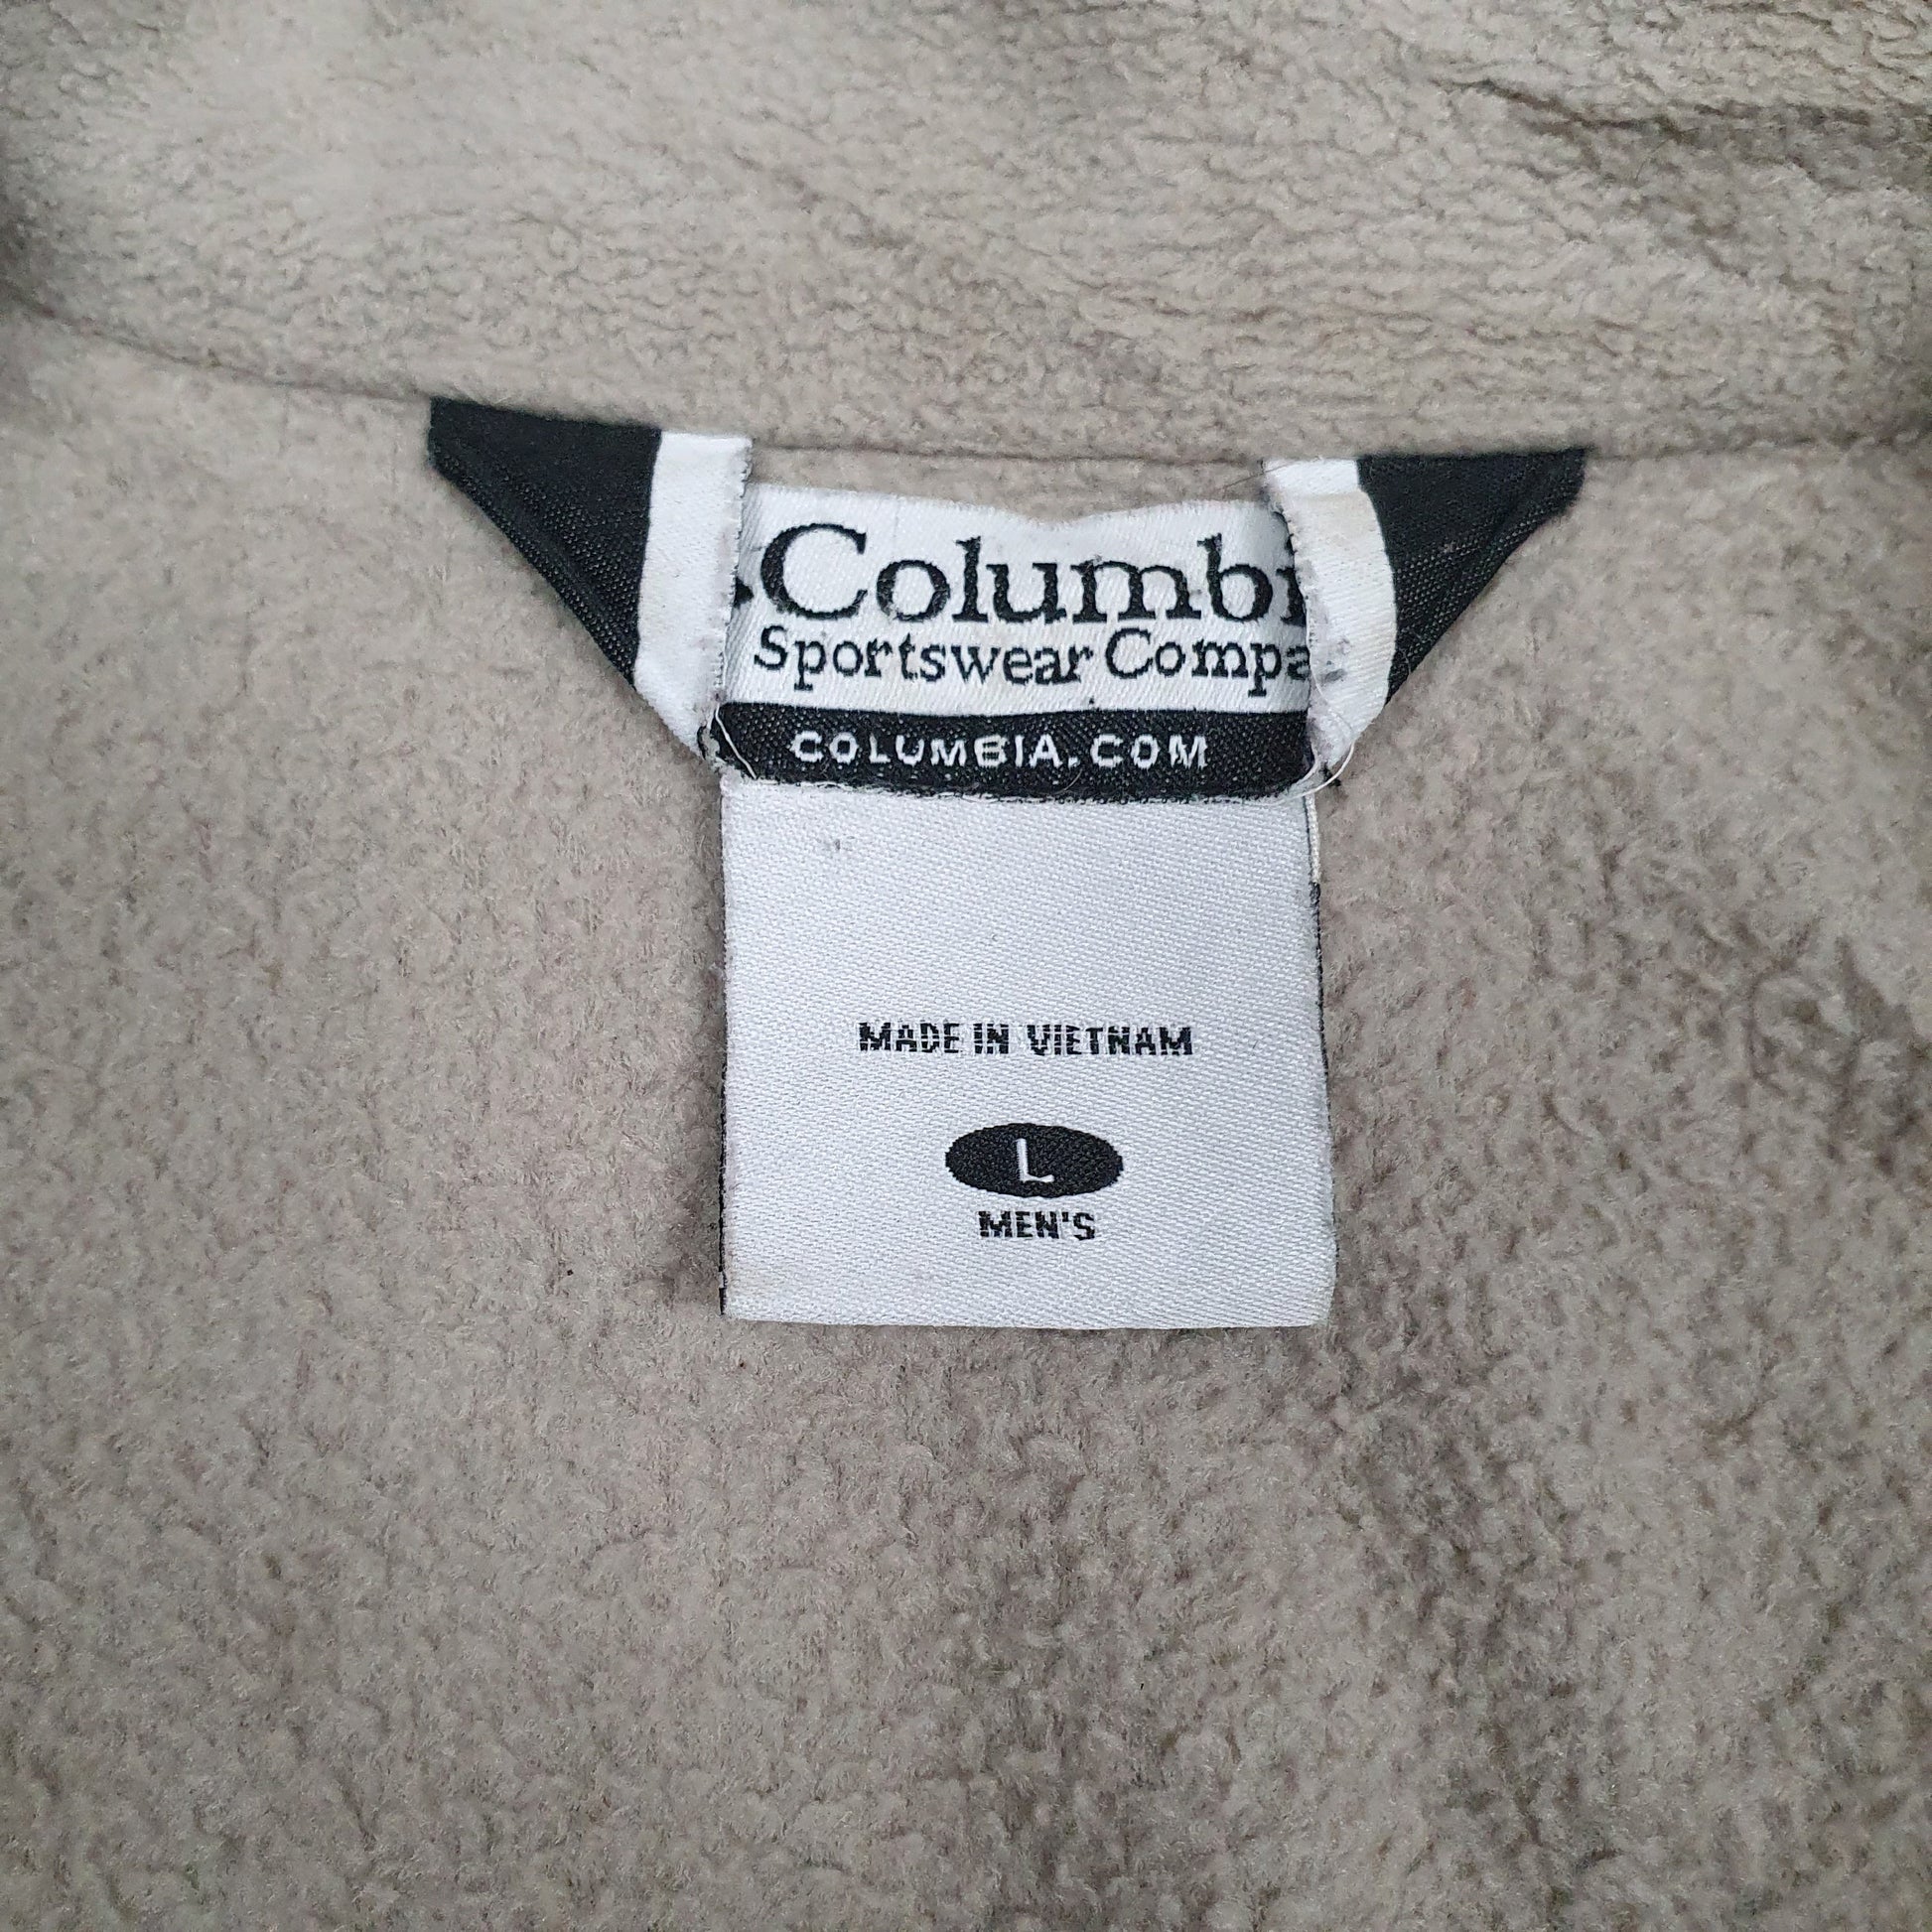 Columbi
Sportswear Compa
COLUMBIA.COM
MADE IN VIETNAM
L
MEN'S